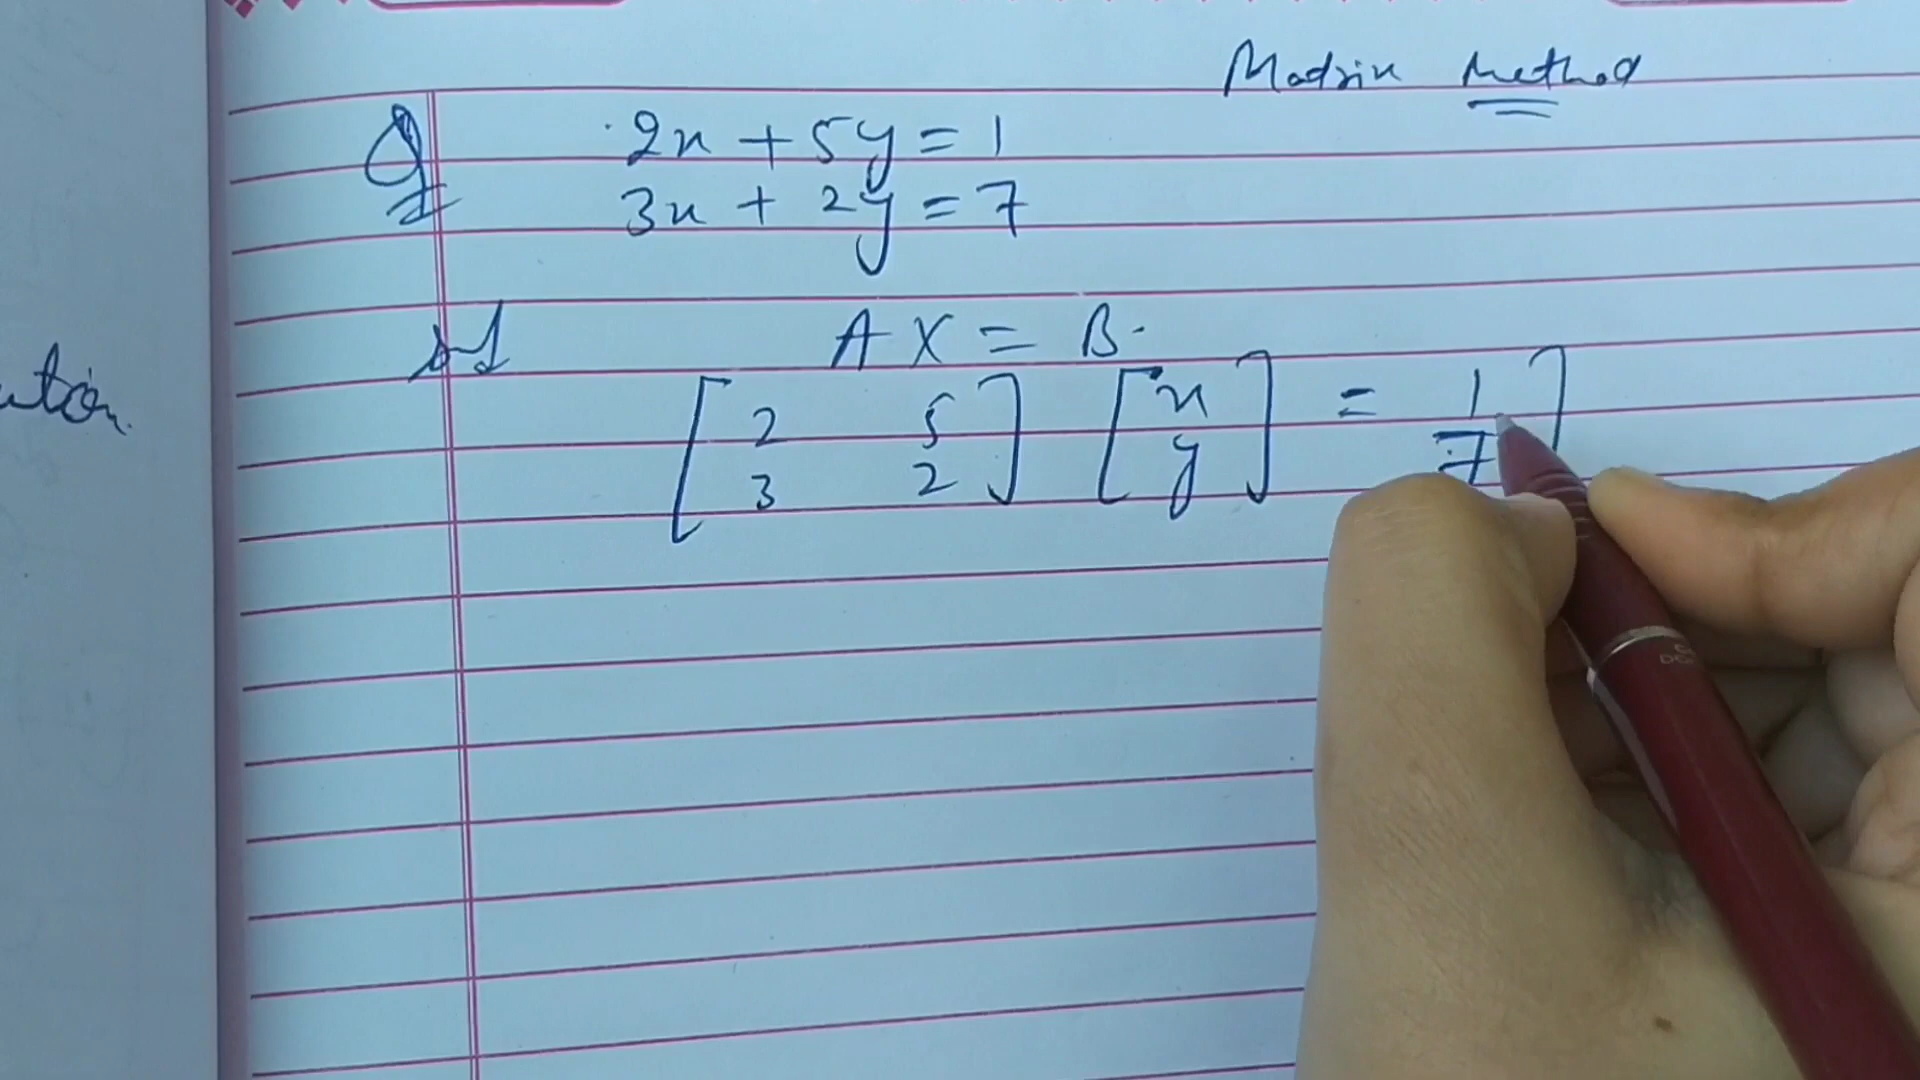 Matrix Method
Q 2x + 5y = 1
3x + 2y = 7
Sol AX = B.
[2 5] [x] = 1]
[3 2] [y] 7]